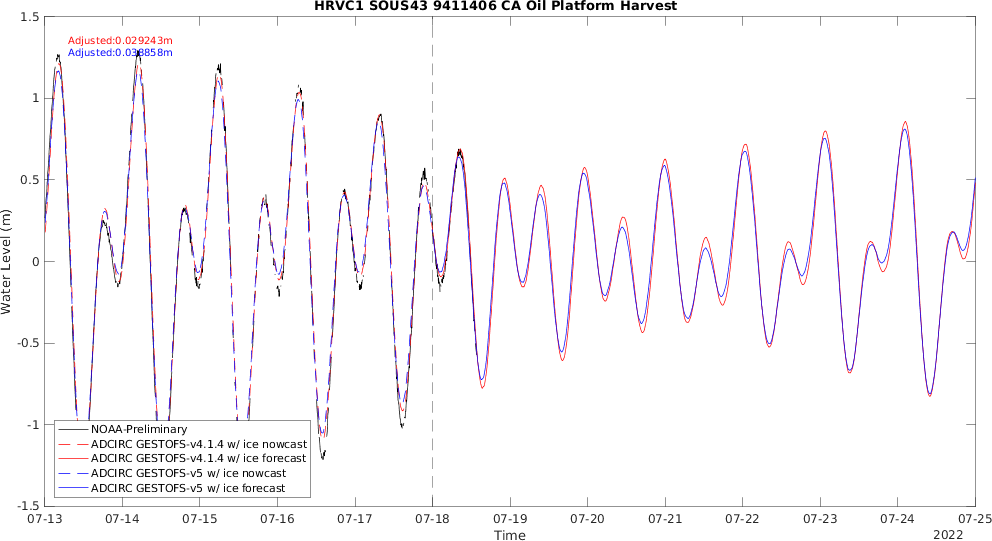 HRVC1 SOUS43 9411406 CA Oil Platform Harvest
Adjusted:0.029243m
Adjusted:0.038858m
Water Level (m)
1.5
1
0.5
0
-0.5
-1
-1.5
NOAA-Preliminary
ADCIRC GESTOFS-v4.1.4 w/ ice nowcast
ADCIRC GESTOFS-v4.1.4 w/ ice forecast
ADCIRC GESTOFS-v5 w/ ice nowcast
ADCIRC GESTOFS-v5 w/ ice forecast
07-13 07-14 07-15 07-16 07-17 07-18 07-19 07-20 07-21 07-22 07-23 07-24 07-25
Time
2022